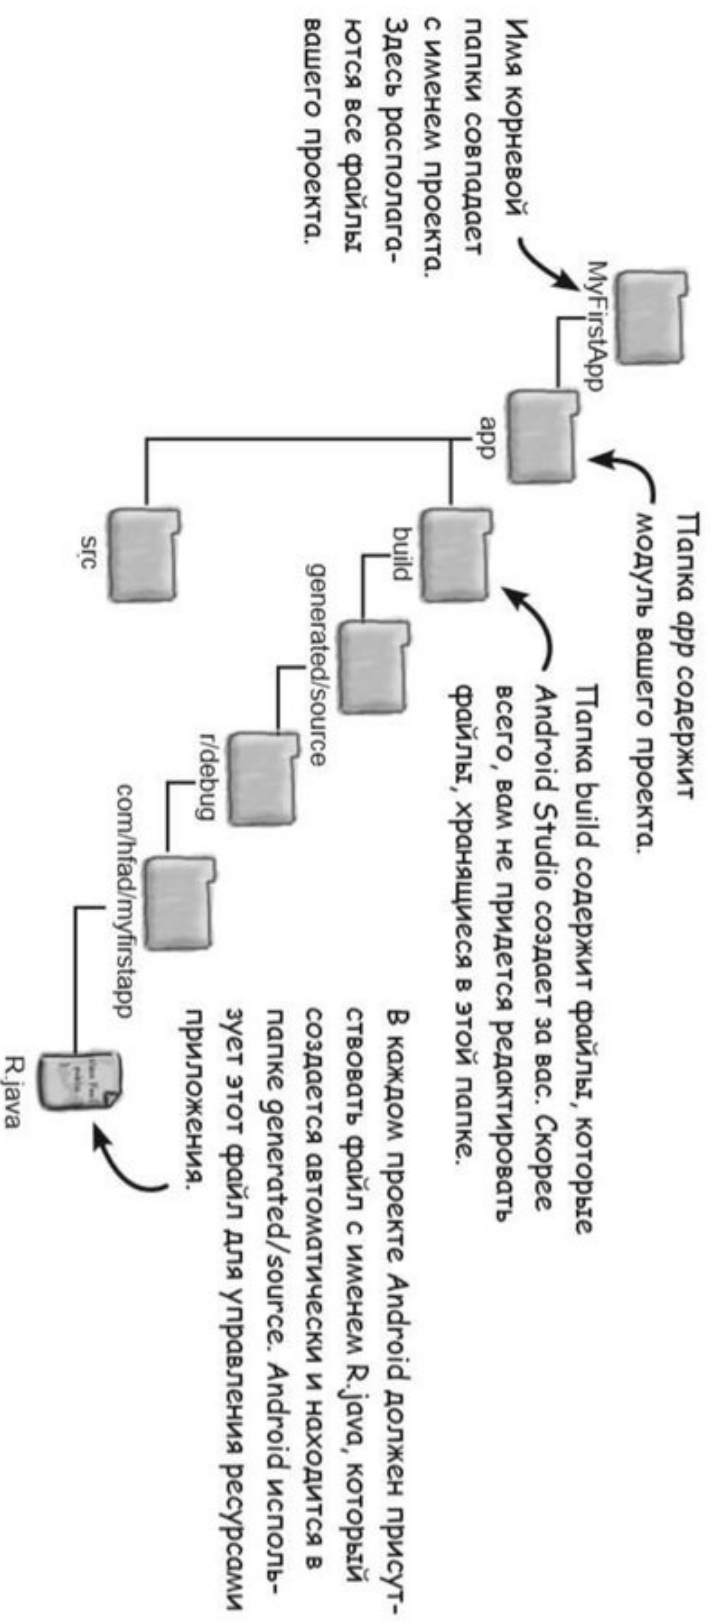 Имя корневой
папки совпадает
с именем проекта.
Здесь располага-
ются все файлы
вашего проекта.
MyFirstApp
Папка app содержит
модуль вашего проекта.
app
Папка build содержит файлы, которые
Android Studio создает за вас. Скорее
всего, вам не придется редактировать
файлы, хранящиеся в этой папке.
build
generated/source
r/debug
com/hfad/myfirstapp
src
В каждом проекте Android должен присут-
ствовать файл с именем R.java, который
создается автоматически и находится в
папке generated/source. Android исполь-
зует этот файл для управления ресурсами
приложения.
R.java